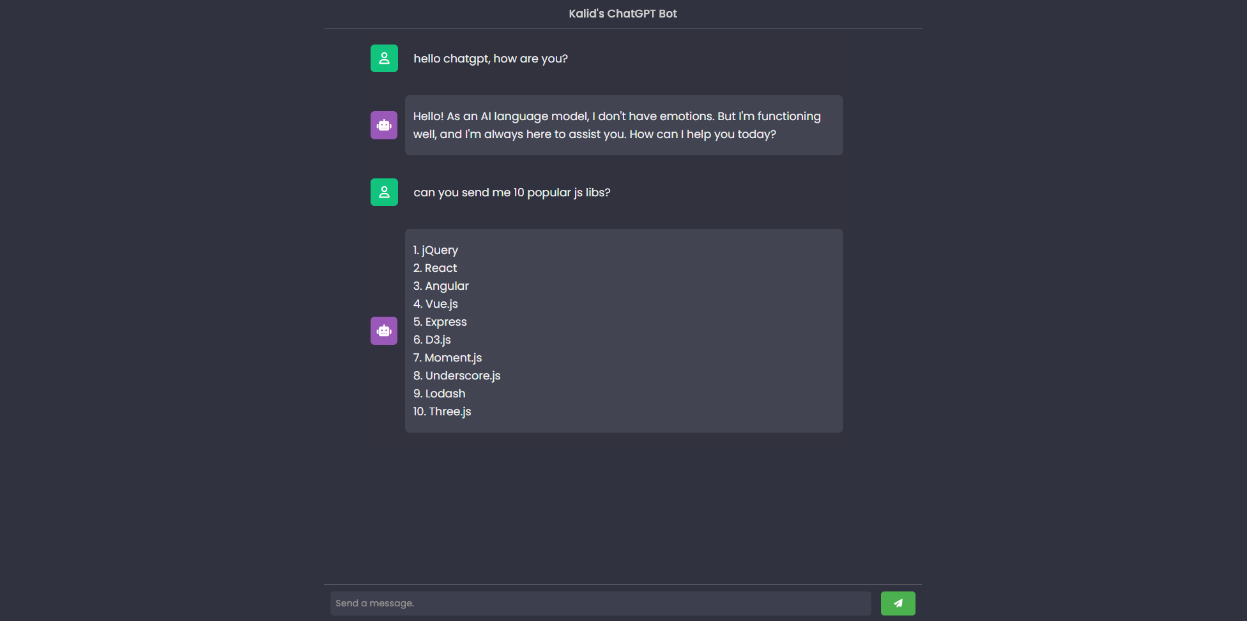 Kalid's ChatGPT Bot
hello chatgpt, how are you?
Hello! As an AI language model, I don't have emotions. But I'm functioning
well, and I'm always here to assist you. How can I help you today?
can you send me 10 popular js libs?
1. jQuery
2. React
3. Angular
4. Vue.js
5. Express
6. D3.js
7. Moment.js
8. Underscore.js
9. Lodash
10. Three.js
Send a message.